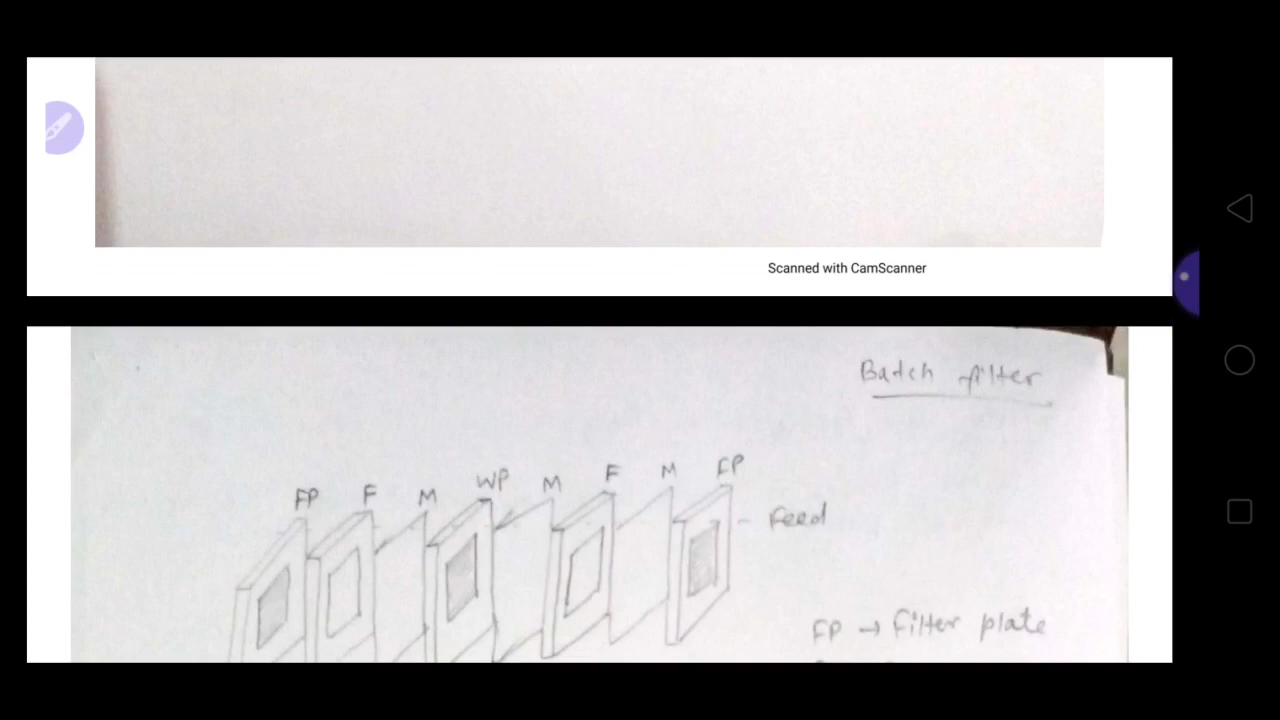 Scanned with CamScanner
Batch filter
FP F M WP M F M FP
Feed
FP → Filter plate